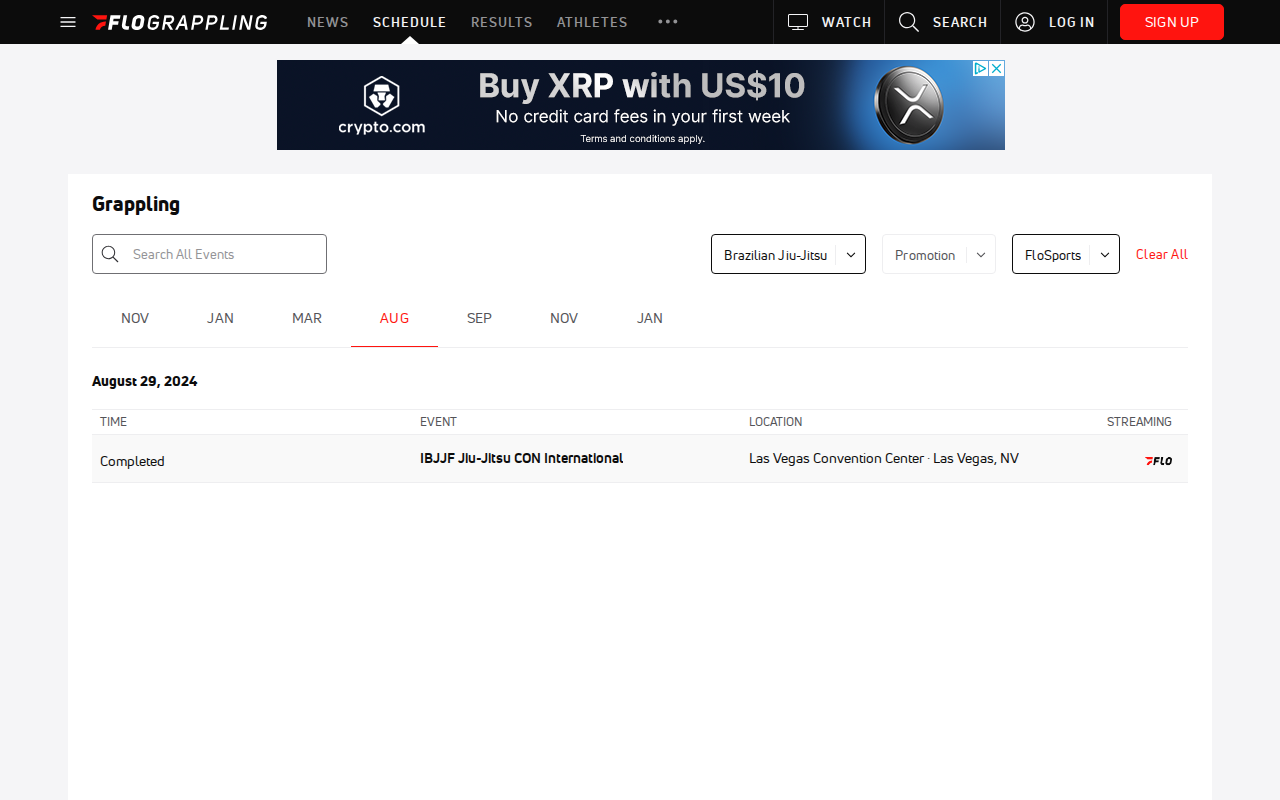 FLOGRAPPLING NEWS SCHEDULE RESULTS ATHLETES WATCH SEARCH LOG IN SIGN UP
Buy XRP with US$10
No credit card fees in your first week
Terms and conditions apply.
crypto.com
Grappling
Search All Events Brazilian Jiu-Jitsu Promotion FloSports Clear All
NOV JAN MAR AUG SEP NOV JAN
August 29, 2024
TIME EVENT LOCATION STREAMING
Completed IBJJF Jiu-Jitsu CON International Las Vegas Convention Center · Las Vegas, NV FLO